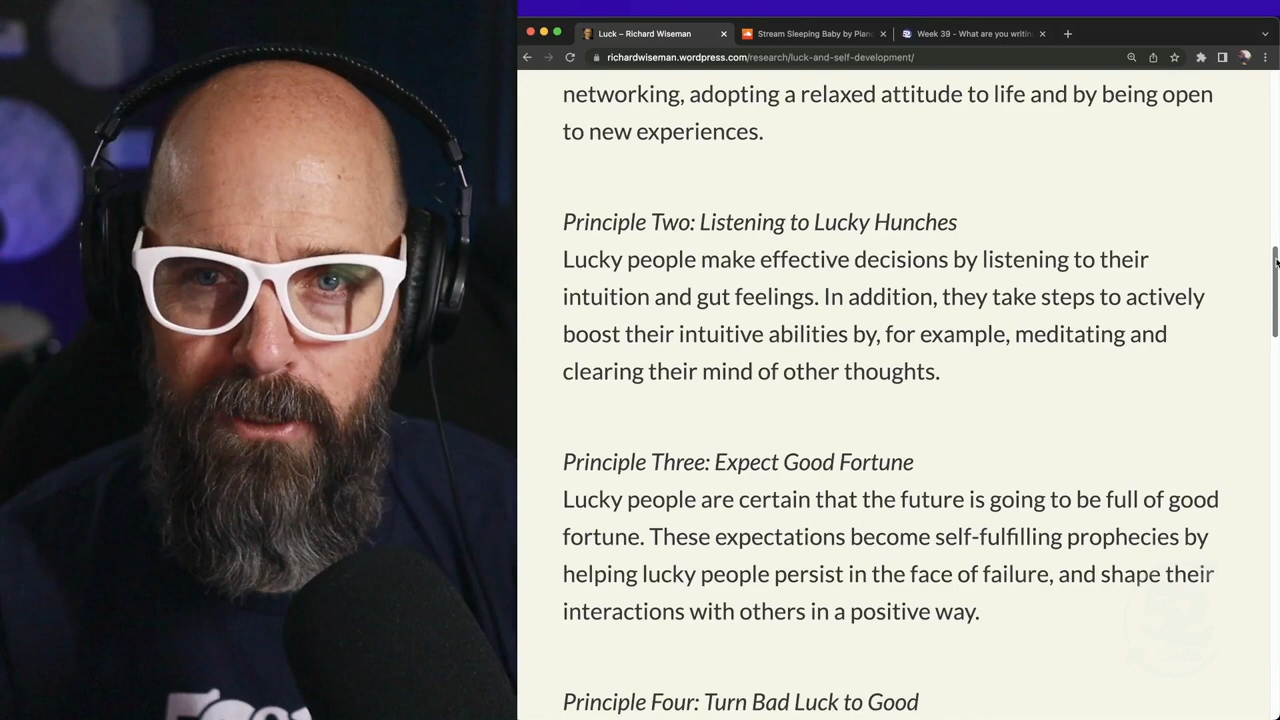 Luck – Richard Wiseman
Stream Sleeping Baby by Pian
Week 39 - What are you writin
richardwiseman.wordpress.com/research/luck-and-self-development/
networking, adopting a relaxed attitude to life and by being open
to new experiences.
Principle Two: Listening to Lucky Hunches
Lucky people make effective decisions by listening to their
intuition and gut feelings. In addition, they take steps to actively
boost their intuitive abilities by, for example, meditating and
clearing their mind of other thoughts.
Principle Three: Expect Good Fortune
Lucky people are certain that the future is going to be full of good
fortune. These expectations become self-fulfilling prophecies by
helping lucky people persist in the face of failure, and shape their
interactions with others in a positive way.
Principle Four: Turn Bad Luck to Good